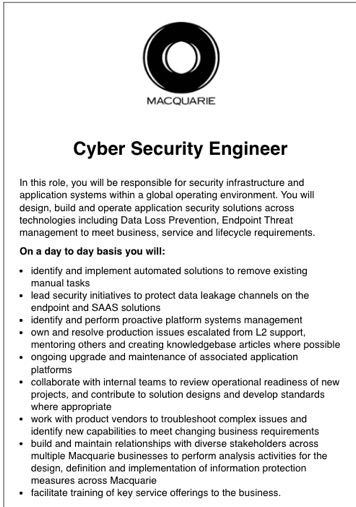 MACQUARIE
Cyber Security Engineer
In this role, you will be responsible for security infrastructure and
application systems within a global operating environment. You will
design, build and operate application security solutions across
technologies including Data Loss Prevention, Endpoint Threat
management to meet business, service and lifecycle requirements.
On a day to day basis you will:
• identify and implement automated solutions to remove existing
manual tasks
• lead security initiatives to protect data leakage channels on the
endpoint and SAAS solutions
• identify and perform proactive platform systems management
• own and resolve production issues escalated from L2 support,
mentoring others and creating knowledgebase articles where possible
• ongoing upgrade and maintenance of associated application
platforms
• collaborate with internal teams to review operational readiness of new
projects, and contribute to solution designs and develop standards
where appropriate
• work with product vendors to troubleshoot complex issues and
identify new capabilities to meet changing business requirements
• build and maintain relationships with diverse stakeholders across
multiple Macquarie businesses to perform analysis activities for the
design, definition and implementation of information protection
measures across Macquarie
• facilitate training of key service offerings to the business.